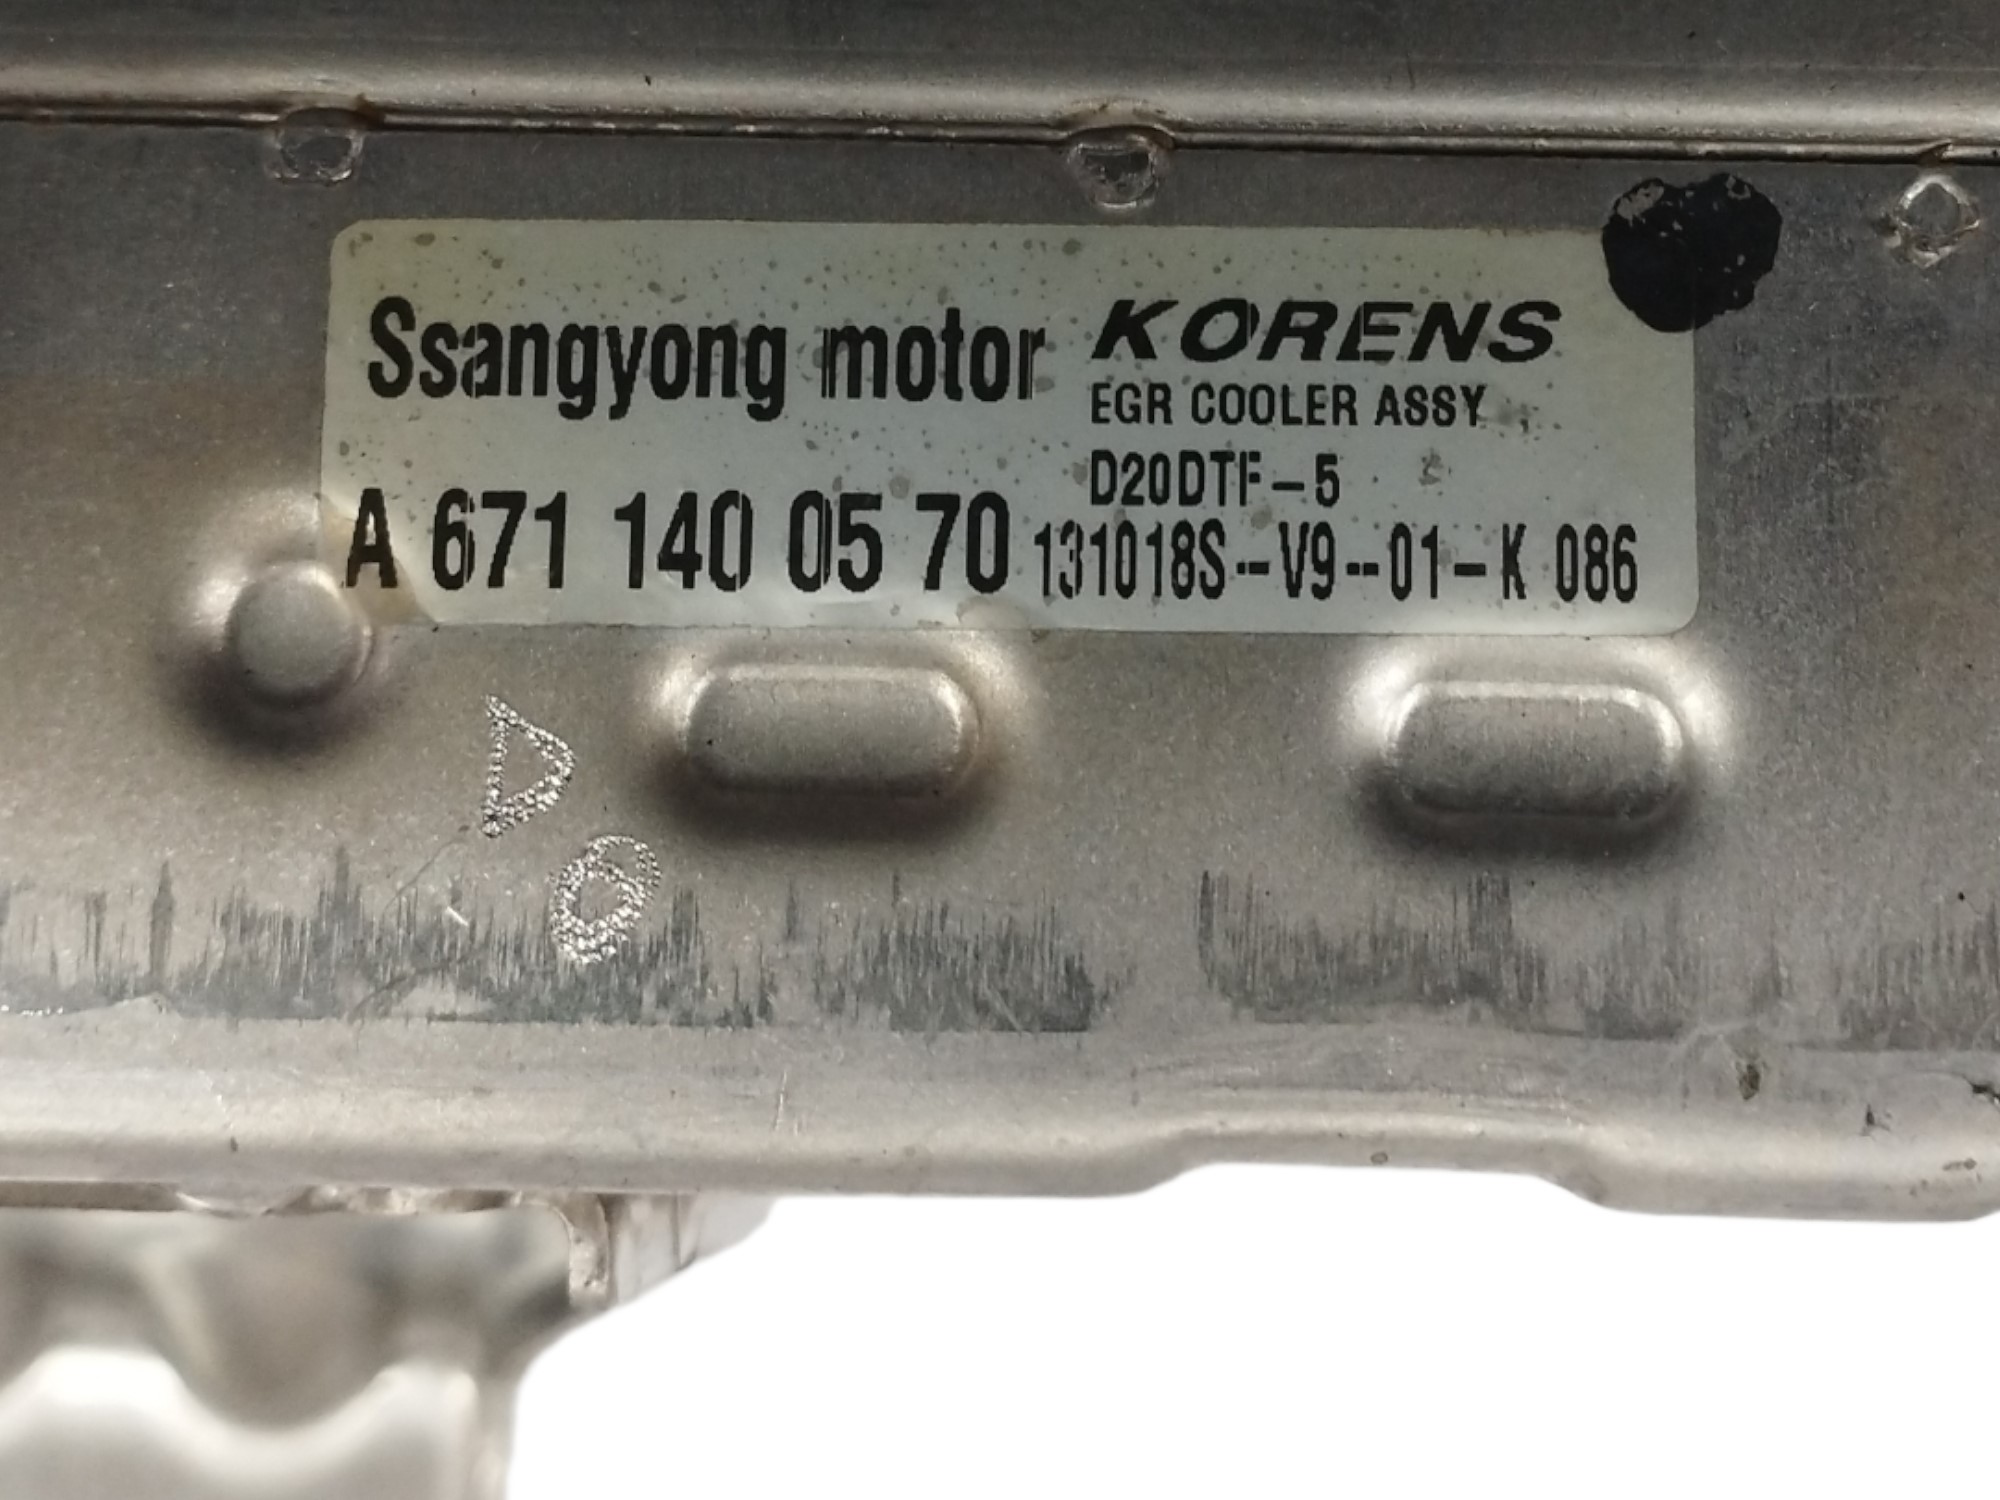 Ssangyong motor
KORENS
EGR COOLER ASSY
D20DTF-5
A 671 140 05 70
131018S--V9--01-K 086
D
6